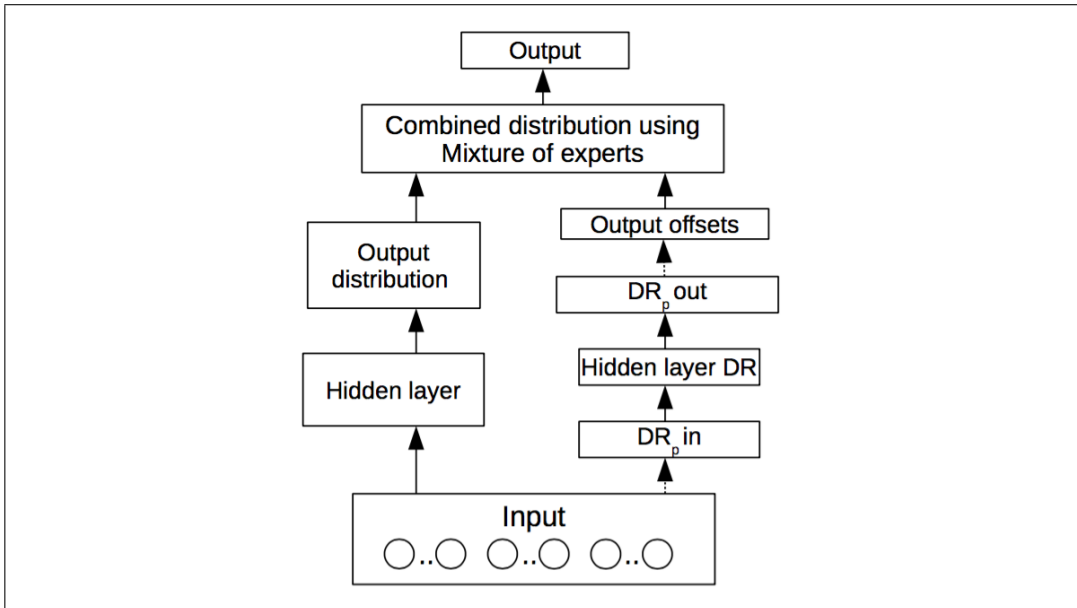 Output
Combined distribution using
Mixture of experts
Output offsets
Output
distribution
DRp out
Hidden layer DR
Hidden layer
DRp in
Input
.. .. ..